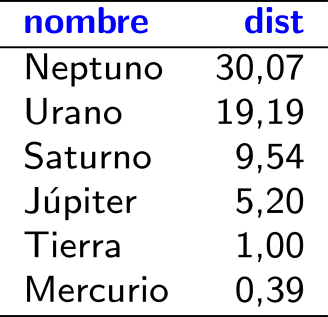 nombre dist
Neptuno 30,07
Urano 19,19
Saturno 9,54
Júpiter 5,20
Tierra 1,00
Mercurio 0,39